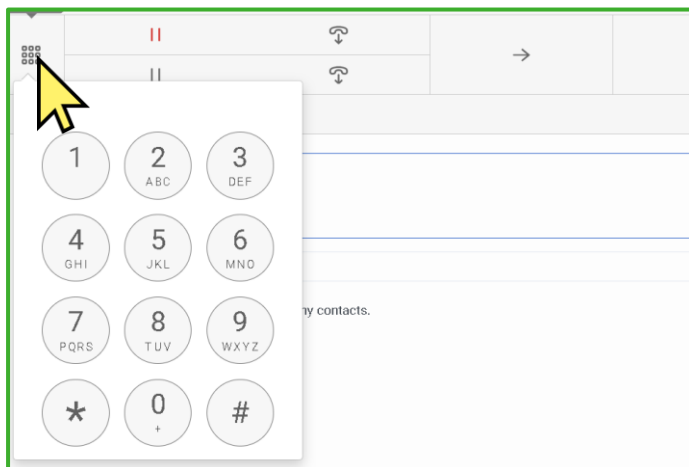 1 2 3
ABC DEF
4 5 6
GHI JKL MNO
ny contacts.
7 8 9
PQRS TUV WXYZ
* 0 #
+